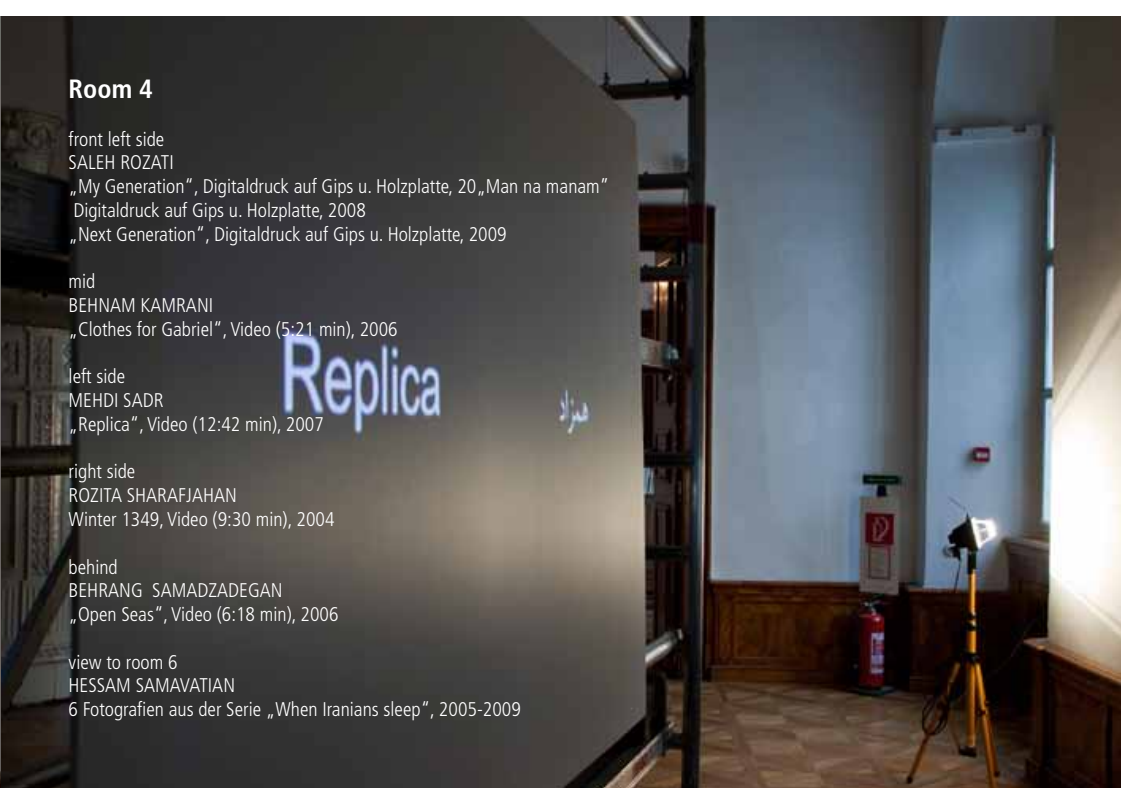 Room 4
front left side
SALEH ROZATI
„My Generation“, Digitaldruck auf Gips u. Holzplatte, 20„Man na manam“
Digitaldruck auf Gips u. Holzplatte, 2008
„Next Generation“, Digitaldruck auf Gips u. Holzplatte, 2009
mid
BEHNAM KAMRANI
„Clothes for Gabriel“, Video (5:21 min), 2006
left side
MEHDI SADR
„Replica“, Video (12:42 min), 2007
right side
ROZITA SHARAFJAHAN
Winter 1349, Video (9:30 min), 2004
behind
BEHRANG  SAMADZADEGAN
„Open Seas“, Video (6:18 min), 2006
view to room 6
HESSAM SAMAVATIAN
6 Fotografien aus der Serie „When Iranians sleep“, 2005-2009
Replica
همزاد